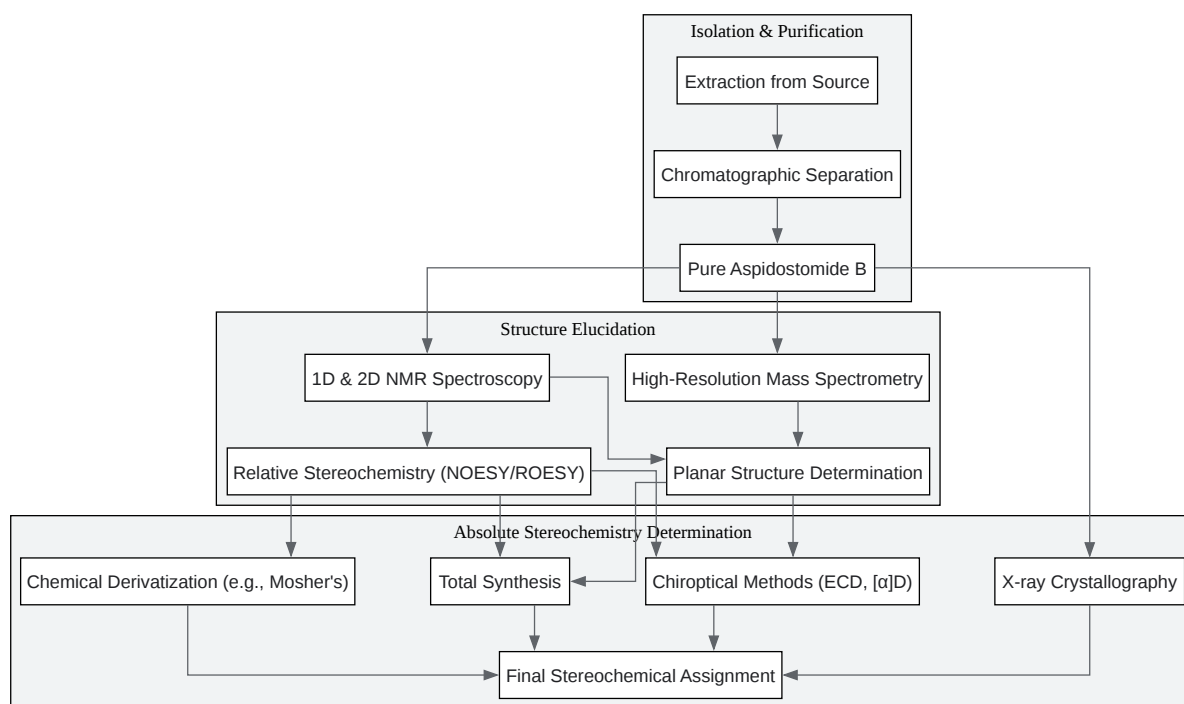 Isolation & Purification
Extraction from Source
Chromatographic Separation
Pure Aspidostomide B
Structure Elucidation
1D & 2D NMR Spectroscopy
High-Resolution Mass Spectrometry
Relative Stereochemistry (NOESY/ROESY)
Planar Structure Determination
Absolute Stereochemistry Determination
Chemical Derivatization (e.g., Mosher's)
Total Synthesis
Chiroptical Methods (ECD, [α]D)
X-ray Crystallography
Final Stereochemical Assignment